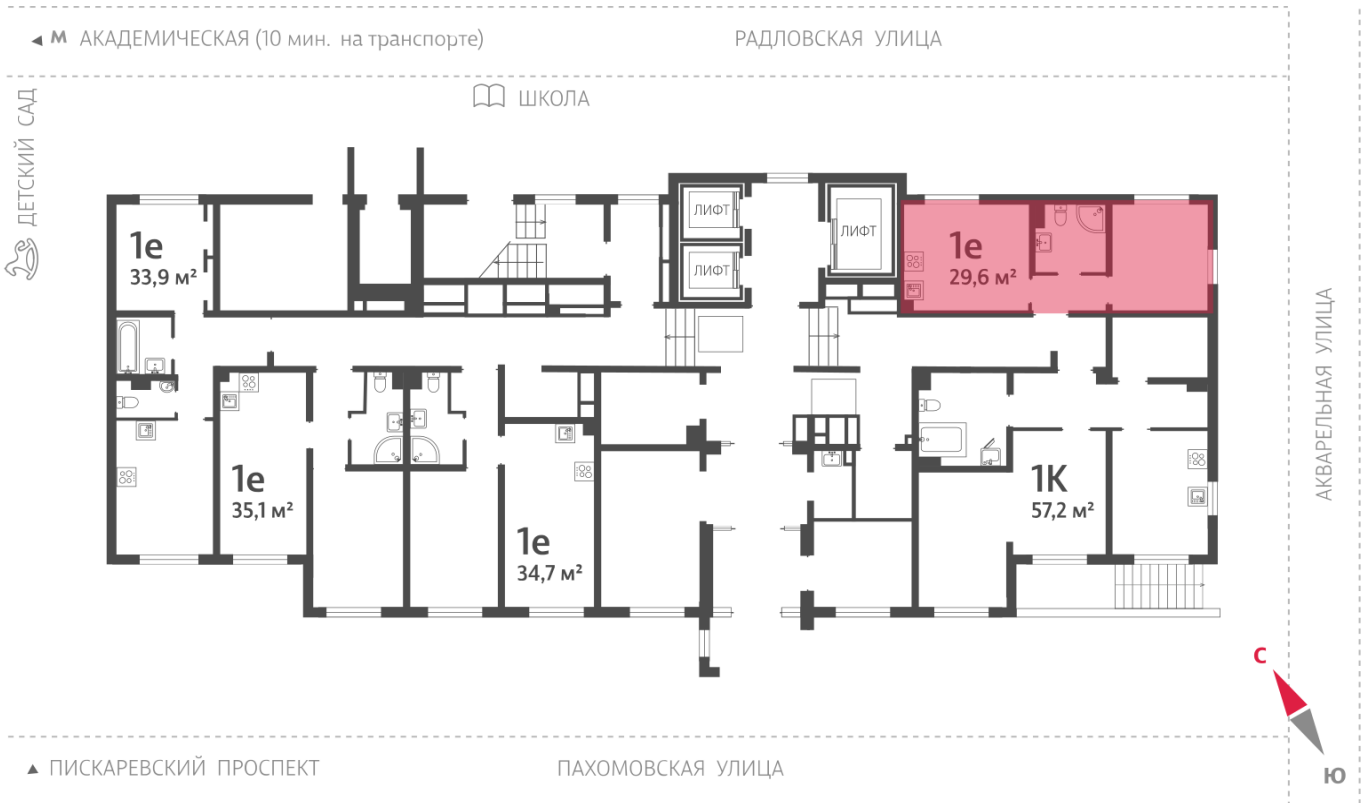 М АКАДЕМИЧЕСКАЯ (10 мин. на транспорте)
РАДЛОВСКАЯ УЛИЦА
ШКОЛА
ДЕТСКИЙ САД
ЛИФТ
ЛИФТ
ЛИФТ
1е
33,9 м²
1е
29,6 м²
АКВАРЕЛЬНАЯ УЛИЦА
1е
35,1 м²
1К
57,2 м²
1е
34,7 м²
С
Ю
ПИСКАРЕВСКИЙ ПРОСПЕКТ
ПАХОМОВСКАЯ УЛИЦА